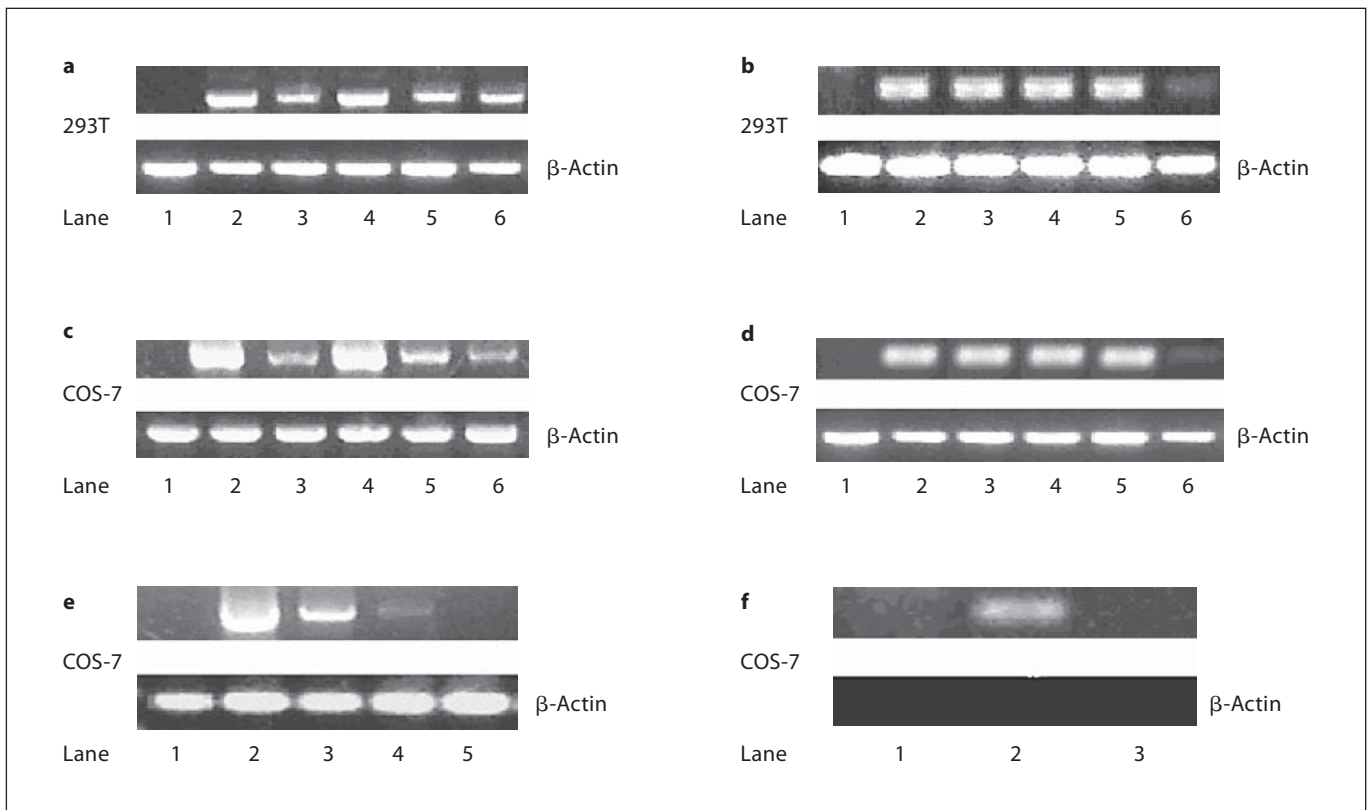 a
293T
β-Actin
Lane 1 2 3 4 5 6
b
293T
β-Actin
Lane 1 2 3 4 5 6
c
COS-7
β-Actin
Lane 1 2 3 4 5 6
d
COS-7
β-Actin
Lane 1 2 3 4 5 6
e
COS-7
β-Actin
Lane 1 2 3 4 5
f
COS-7
β-Actin
Lane 1 2 3